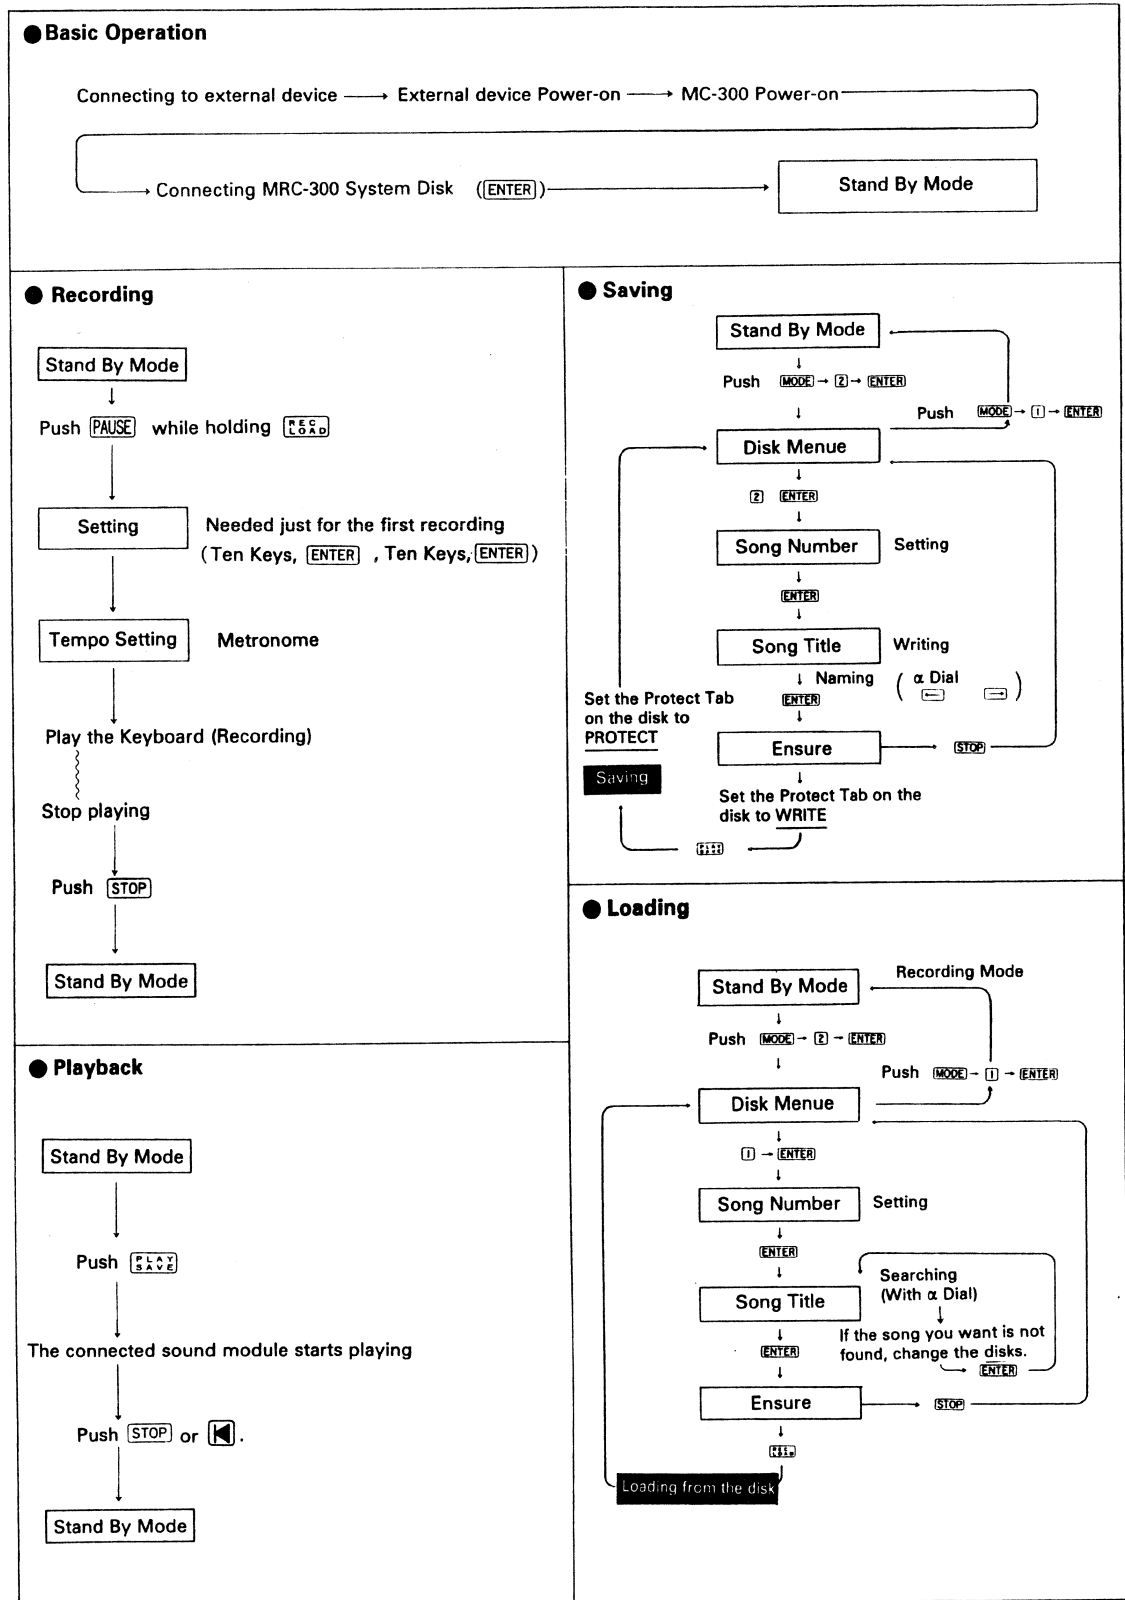 ● Basic Operation
Connecting to external device → External device Power-on → MC-300 Power-on
→ Connecting MRC-300 System Disk ( ENTER ) → Stand By Mode
● Recording
Stand By Mode
Push PAUSE while holding REC LOAD
Setting Needed just for the first recording
(Ten Keys, ENTER , Ten Keys, ENTER )
Tempo Setting Metronome
Play the Keyboard (Recording)
Stop playing
Push STOP
Stand By Mode
● Playback
Stand By Mode
Push PLAY SAVE
The connected sound module starts playing
Push STOP or .
Stand By Mode
● Saving
Stand By Mode
Push MODE → 2 → ENTER
Push MODE → 1 → ENTER
Disk Menue
2 ENTER
Song Number Setting
ENTER
Song Title Writing
Naming ( α Dial
← → )
ENTER
Set the Protect Tab
on the disk to
PROTECT
Ensure → STOP
Saving
Set the Protect Tab on the
disk to WRITE
PLAY SAVE
● Loading
Stand By Mode
Recording Mode
Push MODE → 2 → ENTER
Push MODE → 1 → ENTER
Disk Menue
1 → ENTER
Song Number Setting
ENTER
Song Title
Searching
(With α Dial)
If the song you want is not
found, change the disks.
ENTER
ENTER
Ensure → STOP
REC LOAD
Loading from the disk